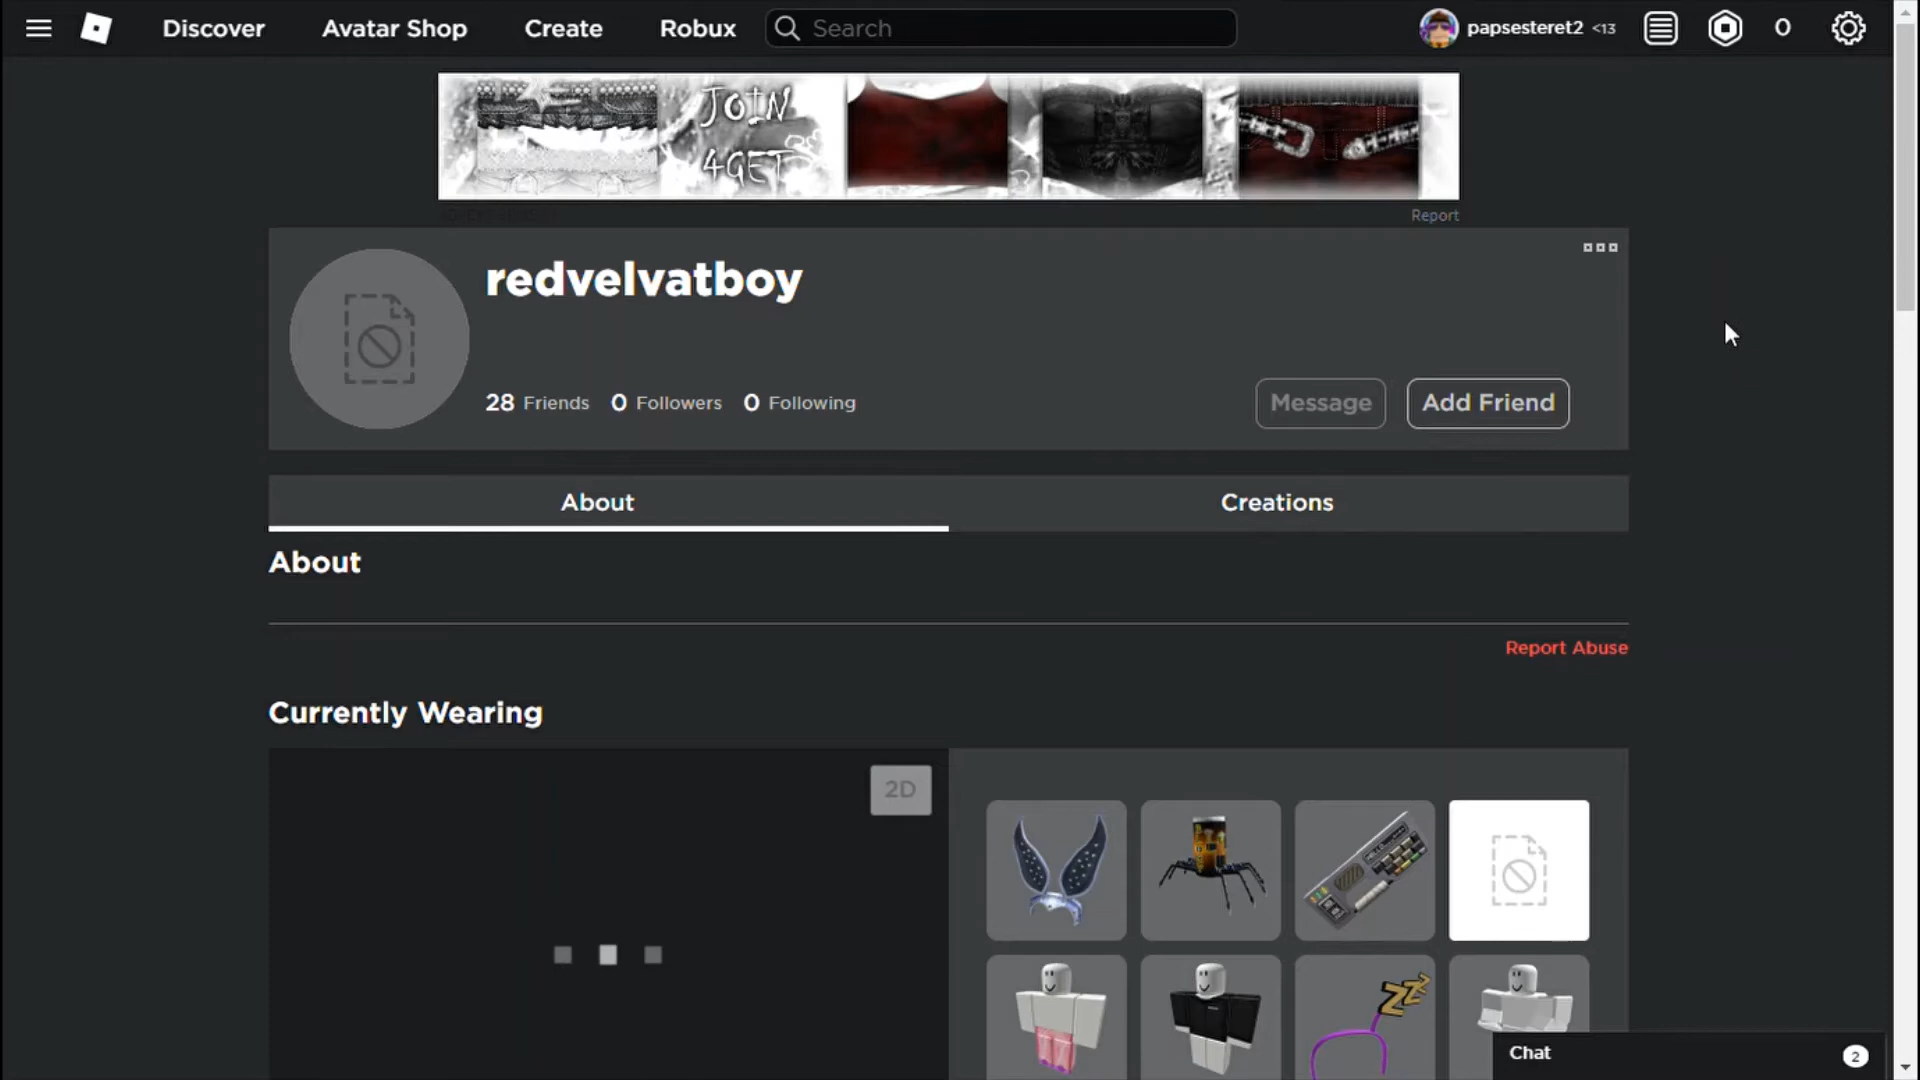 Discover Avatar Shop Create Robux Search papsesteret2 <13 0
JOIN
4GET
Report
redvelvatboy
28 Friends 0 Followers 0 Following Message Add Friend
About Creations
About
Report Abuse
Currently Wearing
2D
ZZZ
Chat 2